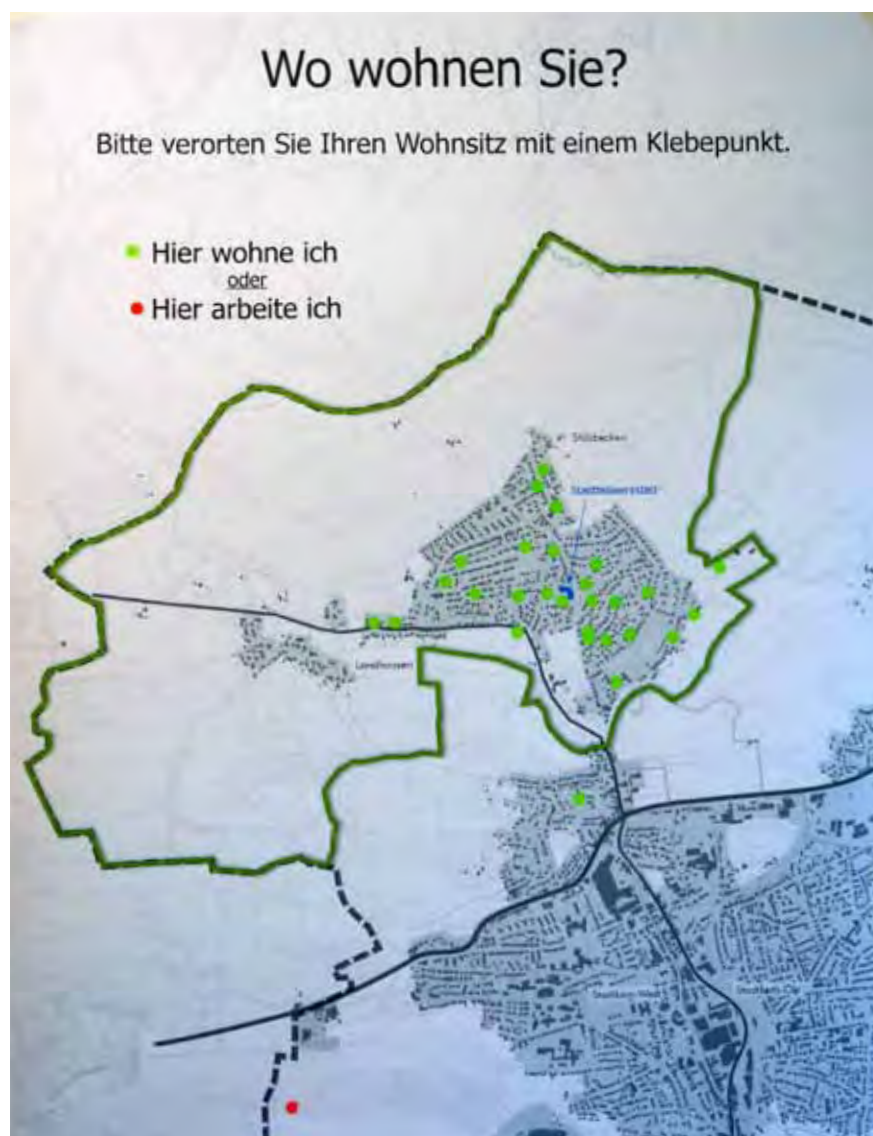 Wo wohnen Sie?
Bitte verorten Sie Ihren Wohnsitz mit einem Klebepunkt.
Hier wohne ich
oder
Hier arbeite ich